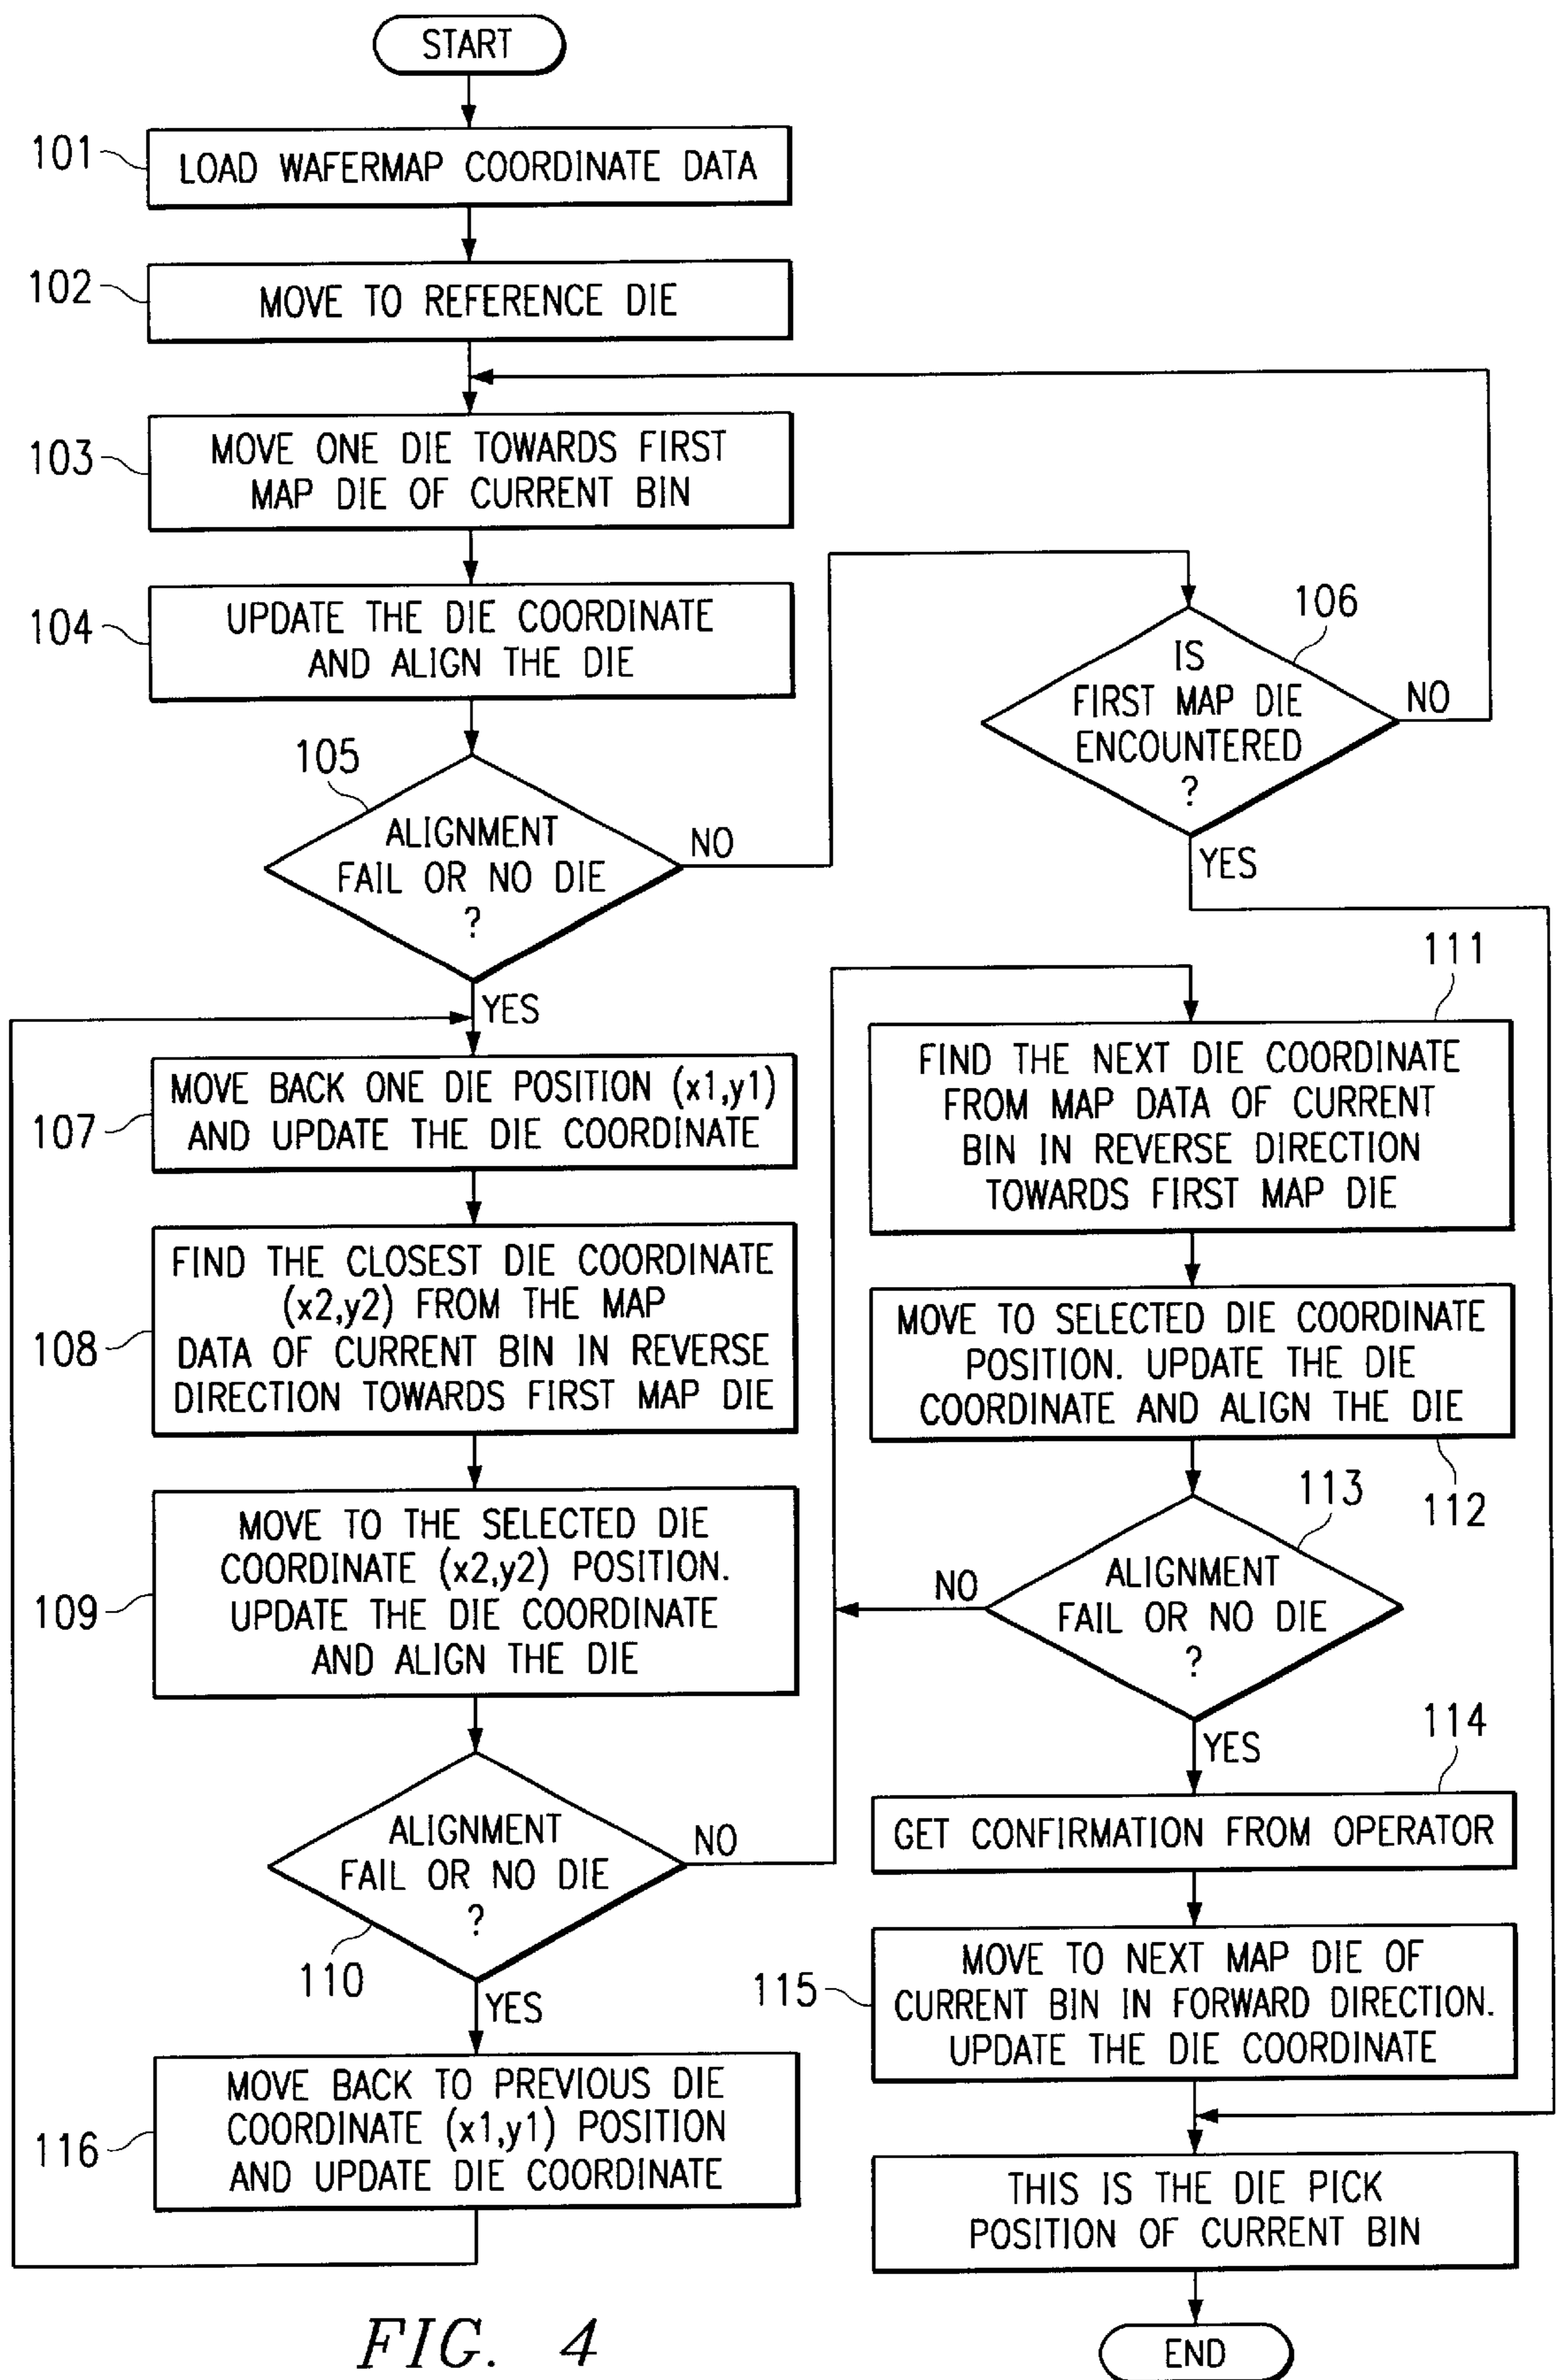 START
101
LOAD WAFERMAP COORDINATE DATA
102
MOVE TO REFERENCE DIE
103
MOVE ONE DIE TOWARDS FIRST
MAP DIE OF CURRENT BIN
104
UPDATE THE DIE COORDINATE
AND ALIGN THE DIE
105
ALIGNMENT
FAIL OR NO DIE
?
NO
YES
106
IS
FIRST MAP DIE
ENCOUNTERED
?
NO
YES
107
MOVE BACK ONE DIE POSITION (x1,y1)
AND UPDATE THE DIE COORDINATE
108
FIND THE CLOSEST DIE COORDINATE
(x2,y2) FROM THE MAP
DATA OF CURRENT BIN IN REVERSE
DIRECTION TOWARDS FIRST MAP DIE
109
MOVE TO THE SELECTED DIE
COORDINATE (x2,y2) POSITION.
UPDATE THE DIE COORDINATE
AND ALIGN THE DIE
110
ALIGNMENT
FAIL OR NO DIE
?
NO
YES
116
MOVE BACK TO PREVIOUS DIE
COORDINATE (x1,y1) POSITION
AND UPDATE DIE COORDINATE
111
FIND THE NEXT DIE COORDINATE
FROM MAP DATA OF CURRENT
BIN IN REVERSE DIRECTION
TOWARDS FIRST MAP DIE
112
MOVE TO SELECTED DIE COORDINATE
POSITION. UPDATE THE DIE
COORDINATE AND ALIGN THE DIE
113
ALIGNMENT
FAIL OR NO DIE
?
NO
YES
114
GET CONFIRMATION FROM OPERATOR
115
MOVE TO NEXT MAP DIE OF
CURRENT BIN IN FORWARD DIRECTION.
UPDATE THE DIE COORDINATE
THIS IS THE DIE PICK
POSITION OF CURRENT BIN
END
FIG. 4